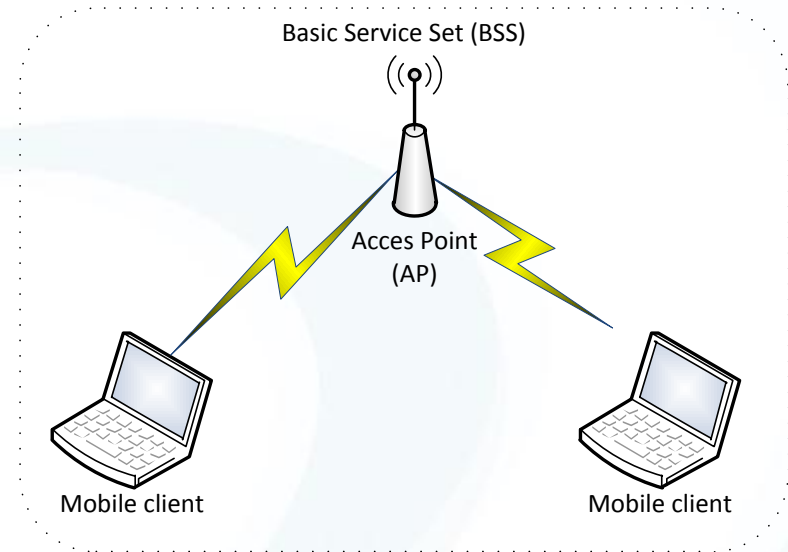 Basic Service Set (BSS)
Acces Point
(AP)
Mobile client
Mobile client